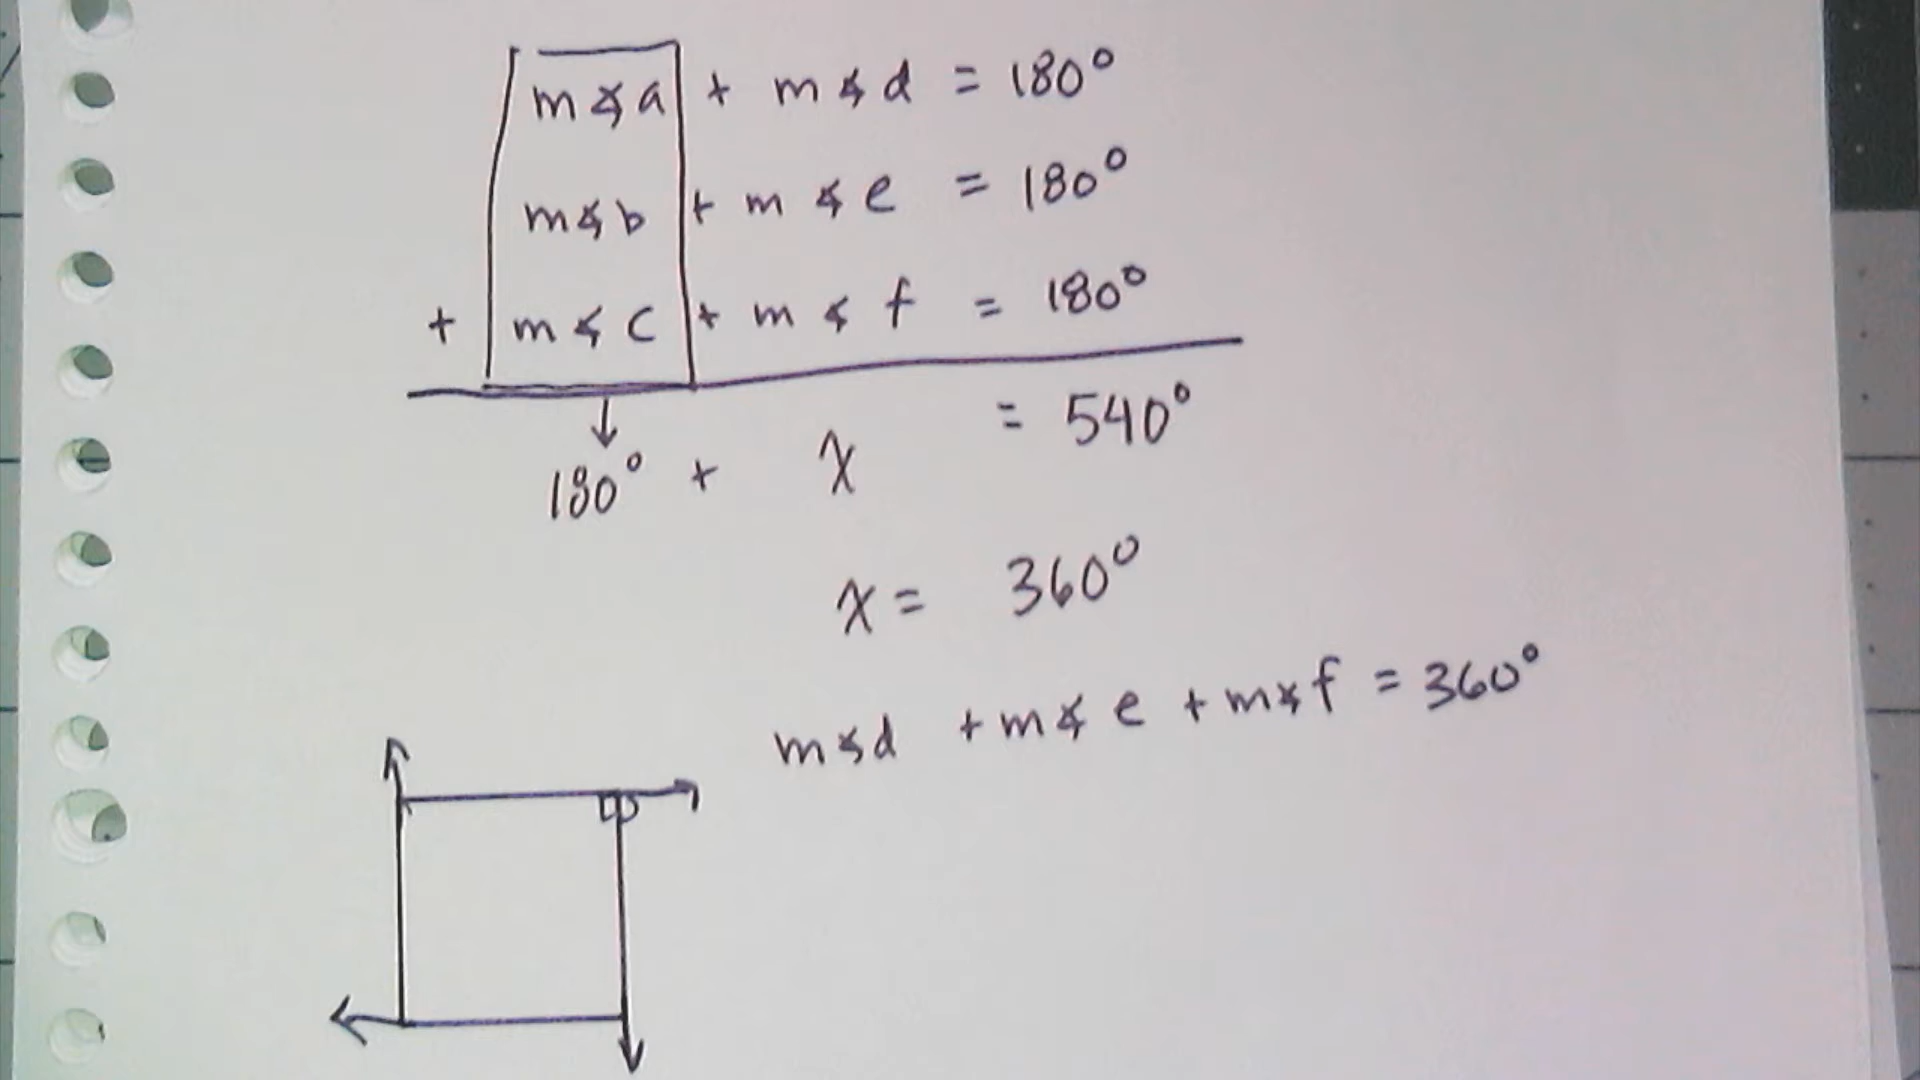 m∡a + m∡d = 180°
m∡b + m∡e = 180°
+ m∡c + m∡f = 180°
180° + x = 540°
x = 360°
m∡d + m∡e + m∡f = 360°